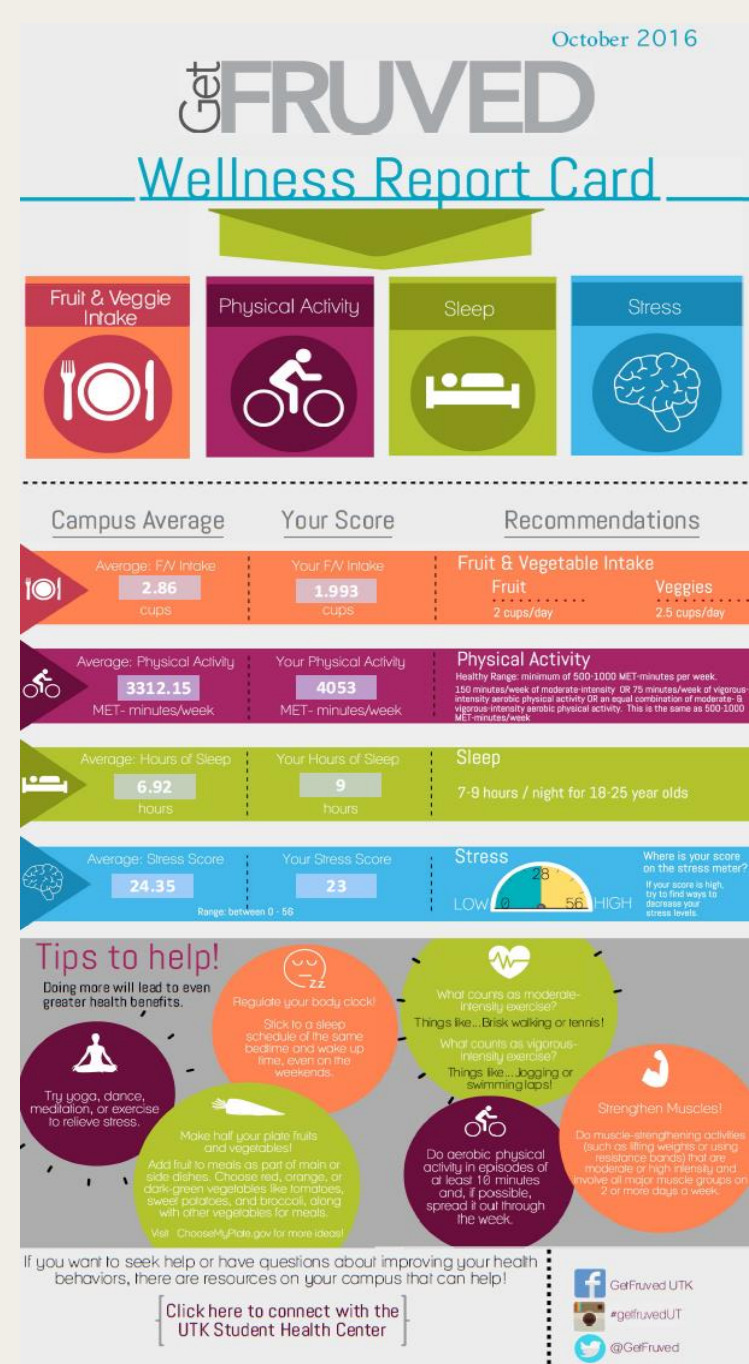 October 2016
Get FRUVED
Wellness Report Card
Fruit & Veggie
Intake
Physical Activity
Sleep
Stress
Campus Average
Your Score
Recommendations
Average: F/V Intake
2.86
cups
Your F/V Intake
1.993
cups
Fruit & Vegetable Intake
Fruit
2 cups/day
Veggies
2.5 cups/day
Average: Physical Activity
3312.15
MET- minutes/week
Your Physical Activity
4053
MET- minutes/week
Physical Activity
Healthy Range: minimum of 500-1000 MET-minutes per week.
150 minutes/week of moderate-intensity OR 75 minutes/week of vigorous-
intensity aerobic physical activity OR an equal combination of moderate- &
vigorous-intensity aerobic physical activity. This is the same as 500-1000
MET-minutes/week
Average: Hours of Sleep
6.92
hours
Your Hours of Sleep
9
hours
Sleep
7-9 hours / night for 18-25 year olds
Average: Stress Score
24.35
Your Stress Score
23
Range: between 0 - 56
Stress
28
LOW 0 56 HIGH
Where is your score
on the stress meter?
If your score is high,
try to find ways to
decrease your
stress levels.
Tips to help!
Doing more will lead to even
greater health benefits.
Try yoga, dance,
meditation, or exercise
to relieve stress.
zz
Regulate your body clock!
Stick to a sleep
schedule of the same
bedtime and wake up
time, even on the
weekends.
Make half your plate fruits
and vegetables!
Add fruit to meals as part of main or
side dishes. Choose red, orange, or
dark-green vegetables like tomatoes,
sweet potatoes, and broccoli, along
with other vegetables for meals.
Visit ChooseMyPlate.gov for more ideas!
What counts as moderate-
intensity exercise?
Things like...Brisk walking or tennis!
What counts as vigorous-
intensity exercise?
Things like...Jogging or
swimming laps!
Do aerobic physical
activity in episodes of
at least 10 minutes
and, if possible,
spread it out through
the week.
Strengthen Muscles!
Do muscle-strengthening activities
(such as lifting weights or using
resistance bands) that are
moderate or high intensity and
involve all major muscle groups on
2 or more days a week.
If you want to seek help or have questions about improving your health
behaviors, there are resources on your campus that can help!
Click here to connect with the
UTK Student Health Center
GetFruved UTK
#getfruvedUT
@GetFruved